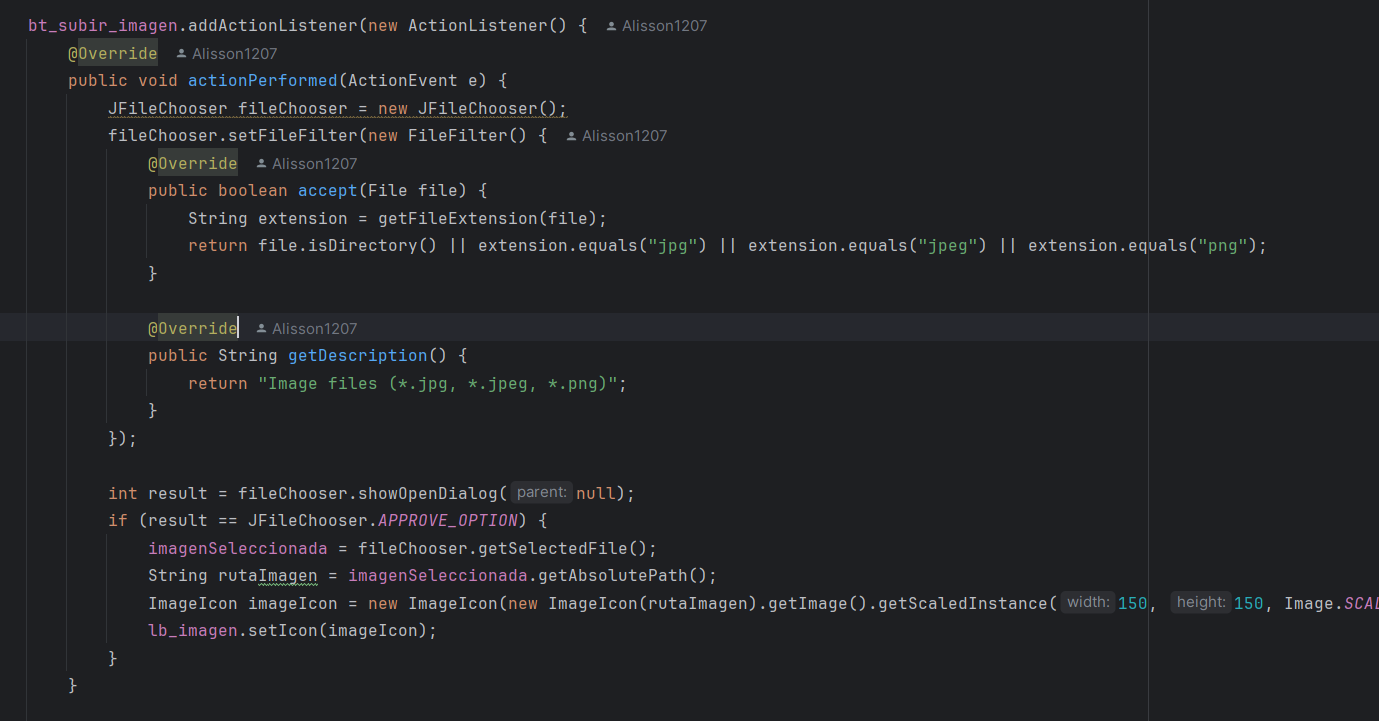 bt_subir_imagen.addActionListener(new ActionListener() { Alisson1207
@Override Alisson1207
public void actionPerformed(ActionEvent e) {
JFileChooser fileChooser = new JFileChooser();
fileChooser.setFileFilter(new FileFilter() { Alisson1207
@Override Alisson1207
public boolean accept(File file) {
String extension = getFileExtension(file);
return file.isDirectory() || extension.equals("jpg") || extension.equals("jpeg") || extension.equals("png");
}
@Override Alisson1207
public String getDescription() {
return "Image files (*.jpg, *.jpeg, *.png)";
}
});
int result = fileChooser.showOpenDialog( parent: null);
if (result == JFileChooser.APPROVE_OPTION) {
imagenSeleccionada = fileChooser.getSelectedFile();
String rutaImagen = imagenSeleccionada.getAbsolutePath();
ImageIcon imageIcon = new ImageIcon(new ImageIcon(rutaImagen).getImage().getScaledInstance( width: 150, height: 150, Image.SCAL
lb_imagen.setIcon(imageIcon);
}
}